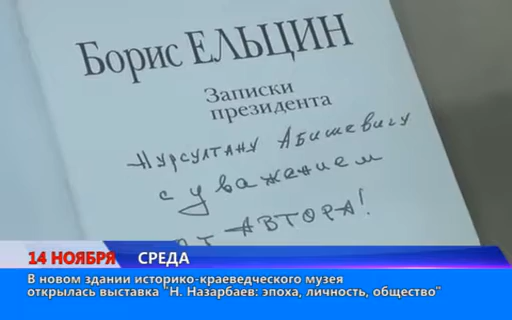 Борис ЕЛЬЦИН
Записки
президента
Нурсултану Абишевичу
с уважением
от АВТОРА!
14 НОЯБРЯ СРЕДА
В новом здании историко-краеведческого музея
открылась выставка "Н. Назарбаев: эпоха, личность, общество"